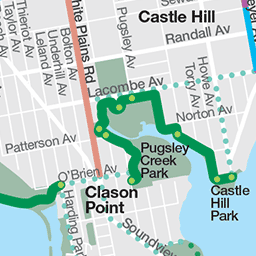 Castle Hill
Randall Av
Pugsley Av
White Plains Rd
Bolton Av
Underhill Av
Leland Av
Thieriot Av
Taylor Av
Lacombe Av
Howe Av
Torry Av
Norton Av
Patterson Av
Pugsley
Creek
Park
O'Brien Av
Clason
Point
Castle
Hill
Park
Harding Park
Soundview